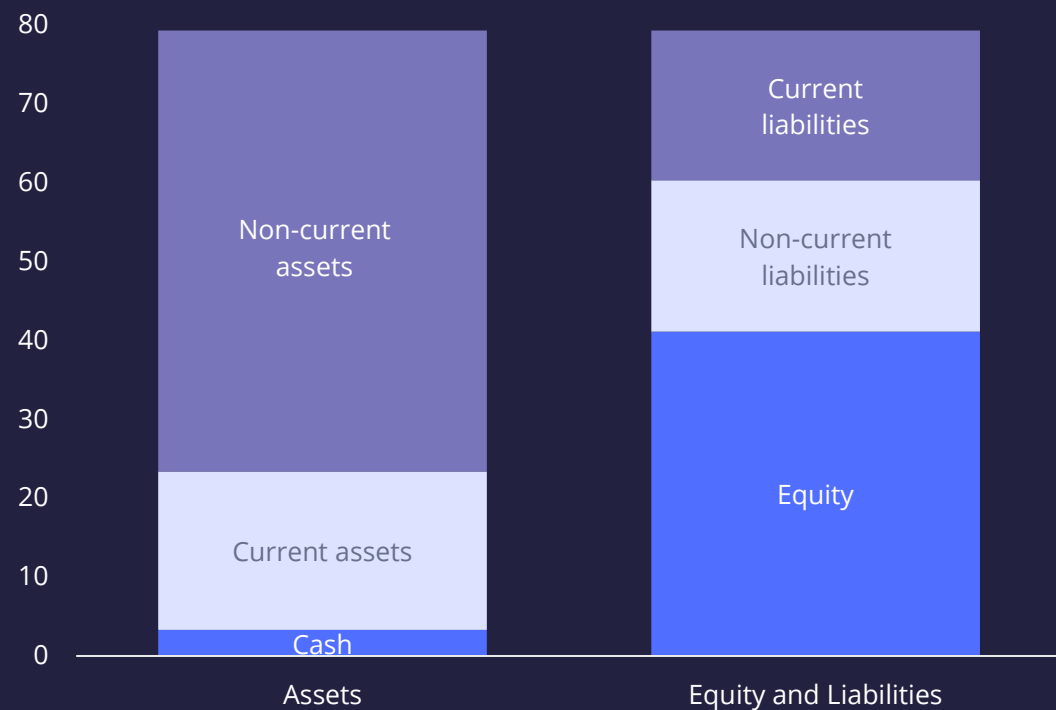 80
70
60
50
40
30
20
10
0
Non-current
assets
Current assets
Cash
Current
liabilities
Non-current
liabilities
Equity
Assets
Equity and Liabilities